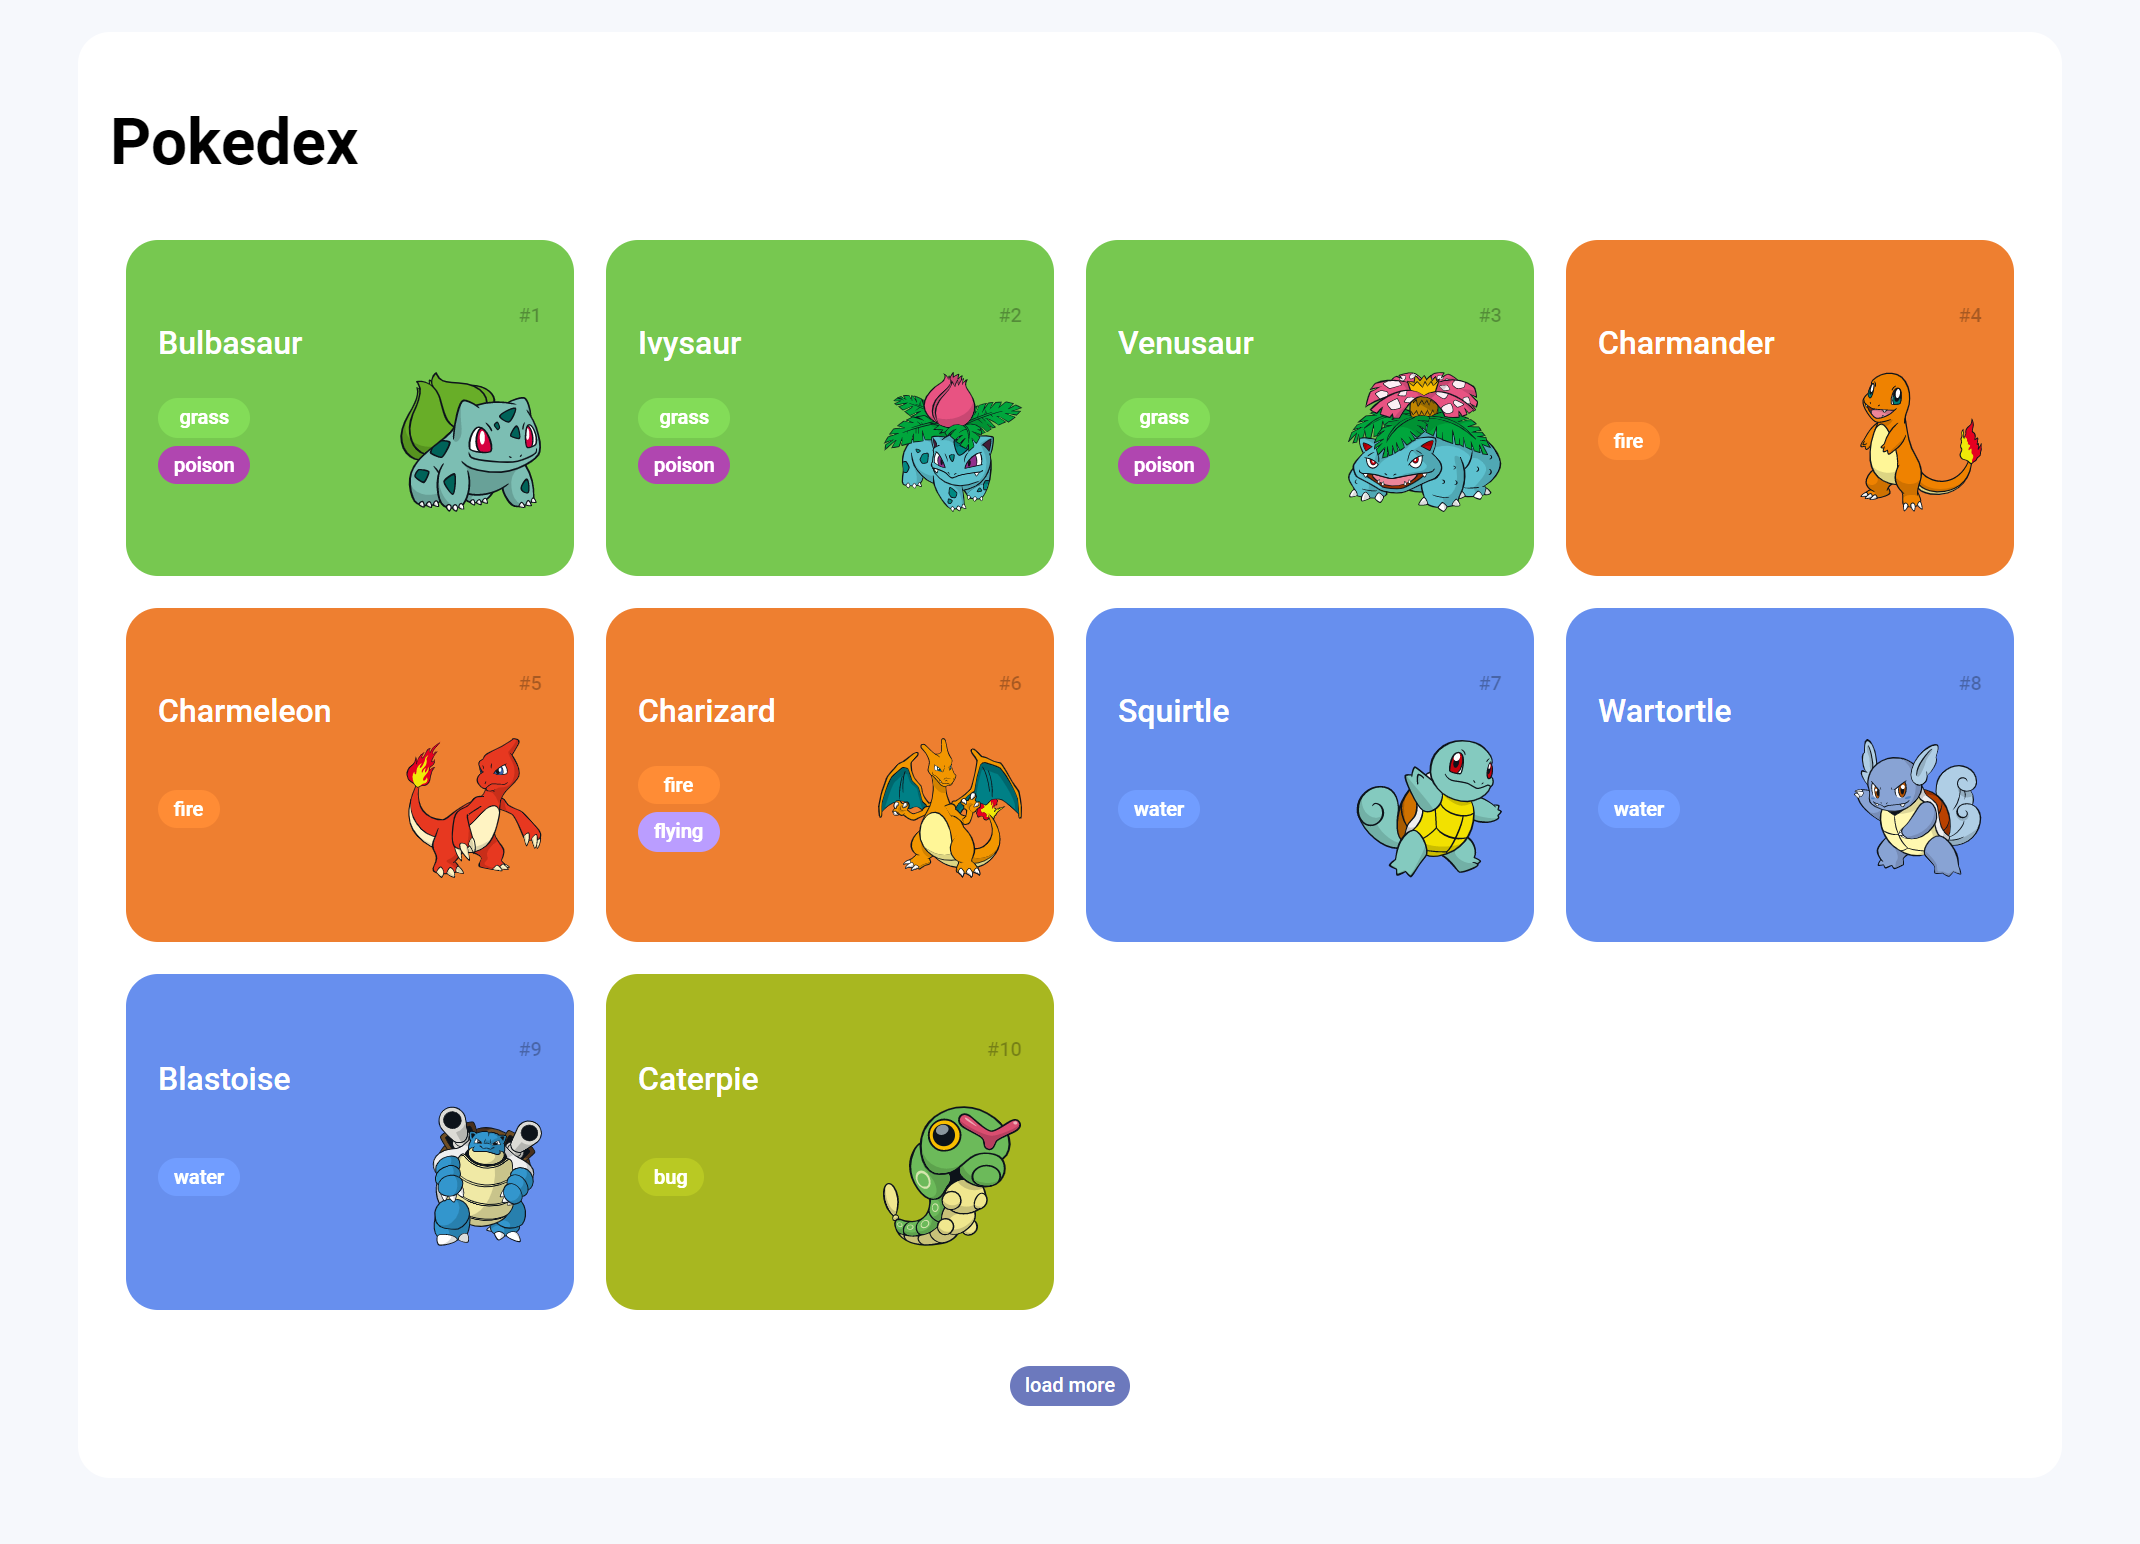 Pokedex
#1
Bulbasaur
grass
poison
#2
Ivysaur
grass
poison
#3
Venusaur
grass
poison
#4
Charmander
fire
#5
Charmeleon
fire
#6
Charizard
fire
flying
#7
Squirtle
water
#8
Wartortle
water
#9
Blastoise
water
#10
Caterpie
bug
load more